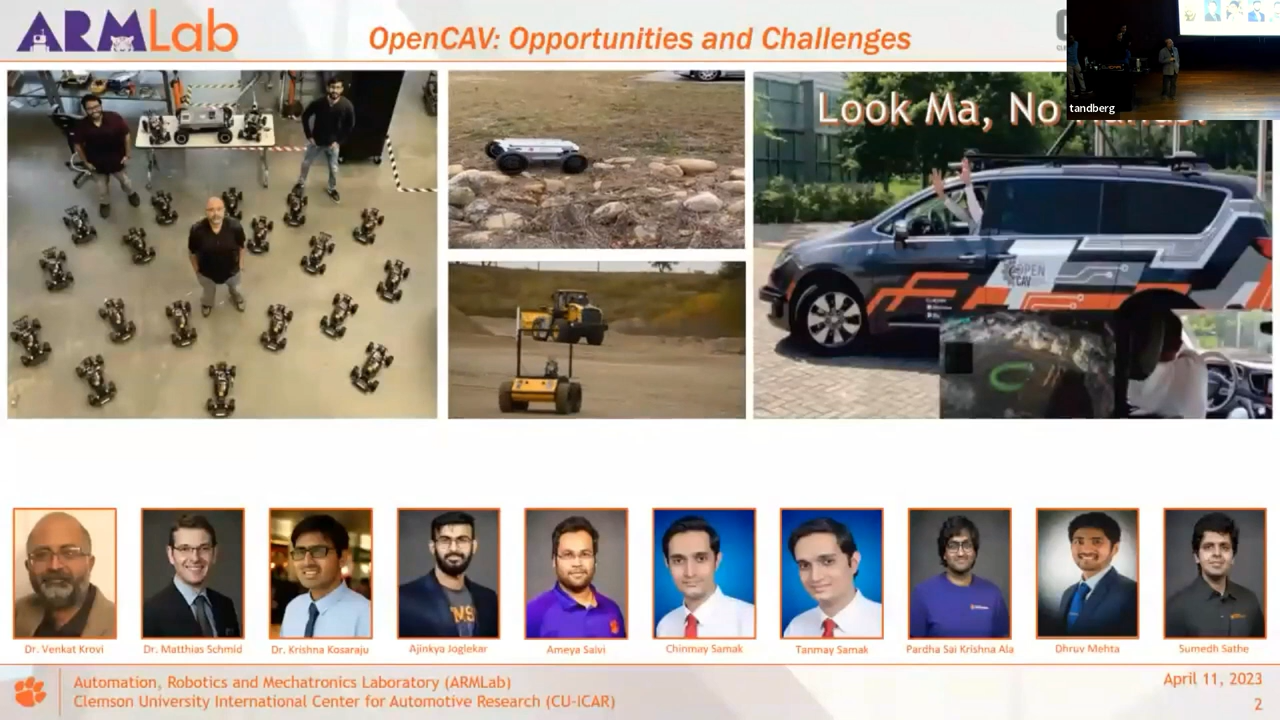 ARMLab
OpenCAV: Opportunities and Challenges
tandberg
Look Ma, No
OPEN
CAV
Dr. Venkat Krovi
Dr. Matthias Schmid
Dr. Krishna Kosaraju
Ajinkya Joglekar
Ameya Salvi
Chinmay Samak
Tanmay Samak
Pardha Sai Krishna Ala
Dhruv Mehta
Sumedh Sathe
Automation, Robotics and Mechatronics Laboratory (ARMLab)
Clemson University International Center for Automotive Research (CU-ICAR)
April 11, 2023
2